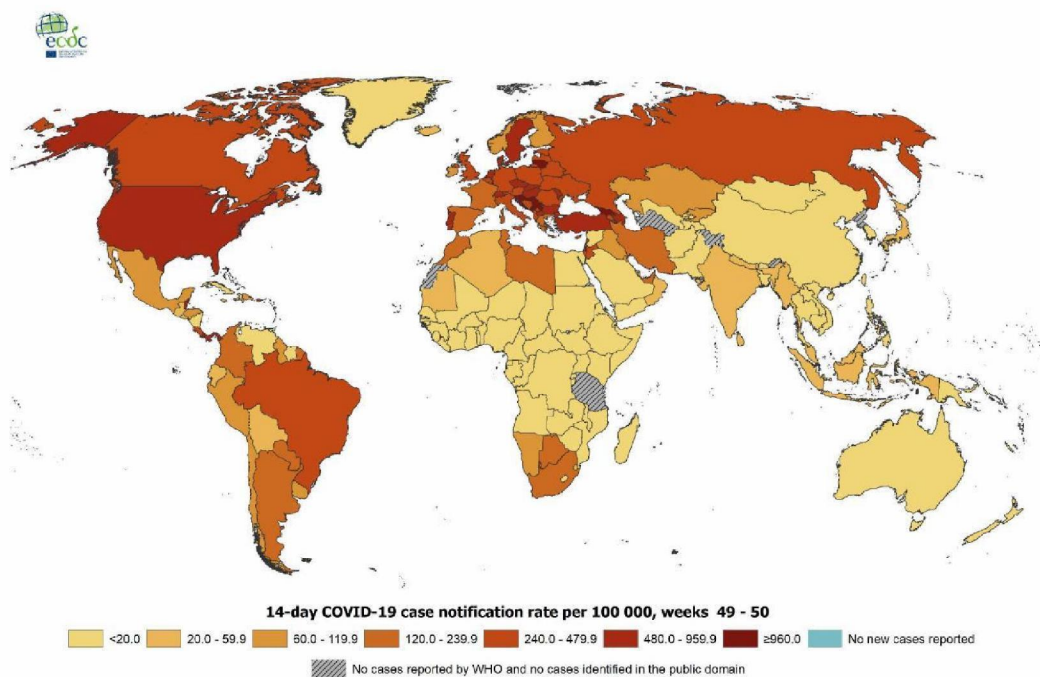 ecdc
14-day COVID-19 case notification rate per 100 000, weeks 49 - 50
<20.0 20.0 - 59.9 60.0 - 119.9 120.0 - 239.9 240.0 - 479.9 480.0 - 959.9 ≥960.0 No new cases reported
No cases reported by WHO and no cases identified in the public domain